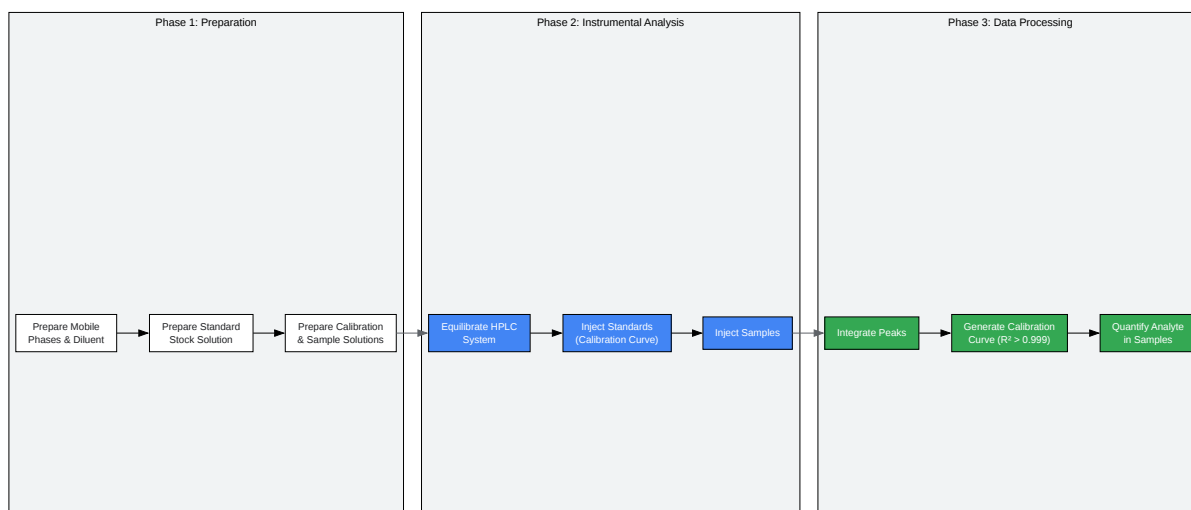 Phase 1: Preparation
Prepare Mobile
Phases & Diluent
Prepare Standard
Stock Solution
Prepare Calibration
& Sample Solutions
Phase 2: Instrumental Analysis
Equilibrate HPLC
System
Inject Standards
(Calibration Curve)
Inject Samples
Phase 3: Data Processing
Integrate Peaks
Generate Calibration
Curve (R² > 0.999)
Quantify Analyte
in Samples